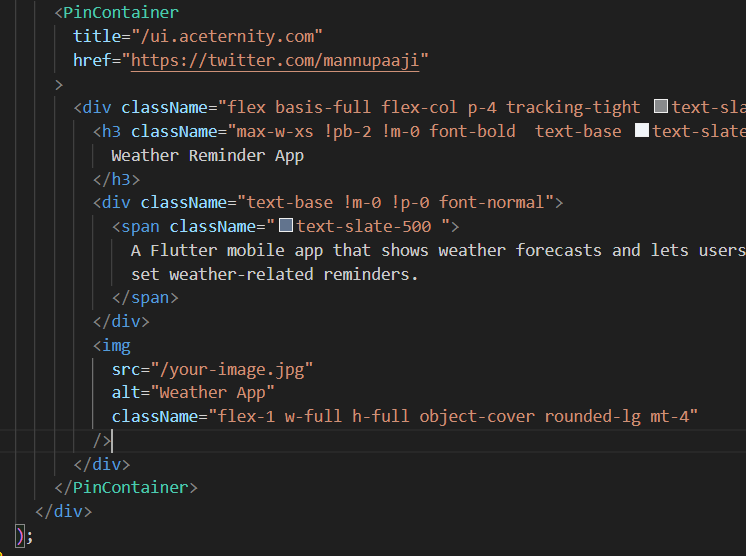 <PinContainer
title="/ui.aceternity.com"
href="https://twitter.com/mannupaaji"
>
<div className="flex basis-full flex-col p-4 tracking-tight text-sla
<h3 className="max-w-xs !pb-2 !m-0 font-bold  text-base text-slate
Weather Reminder App
</h3>
<div className="text-base !m-0 !p-0 font-normal">
<span className="text-slate-500 ">
A Flutter mobile app that shows weather forecasts and lets users
set weather-related reminders.
</span>
</div>
<img
src="/your-image.jpg"
alt="Weather App"
className="flex-1 w-full h-full object-cover rounded-lg mt-4"
/>
</div>
</PinContainer>
</div>
);